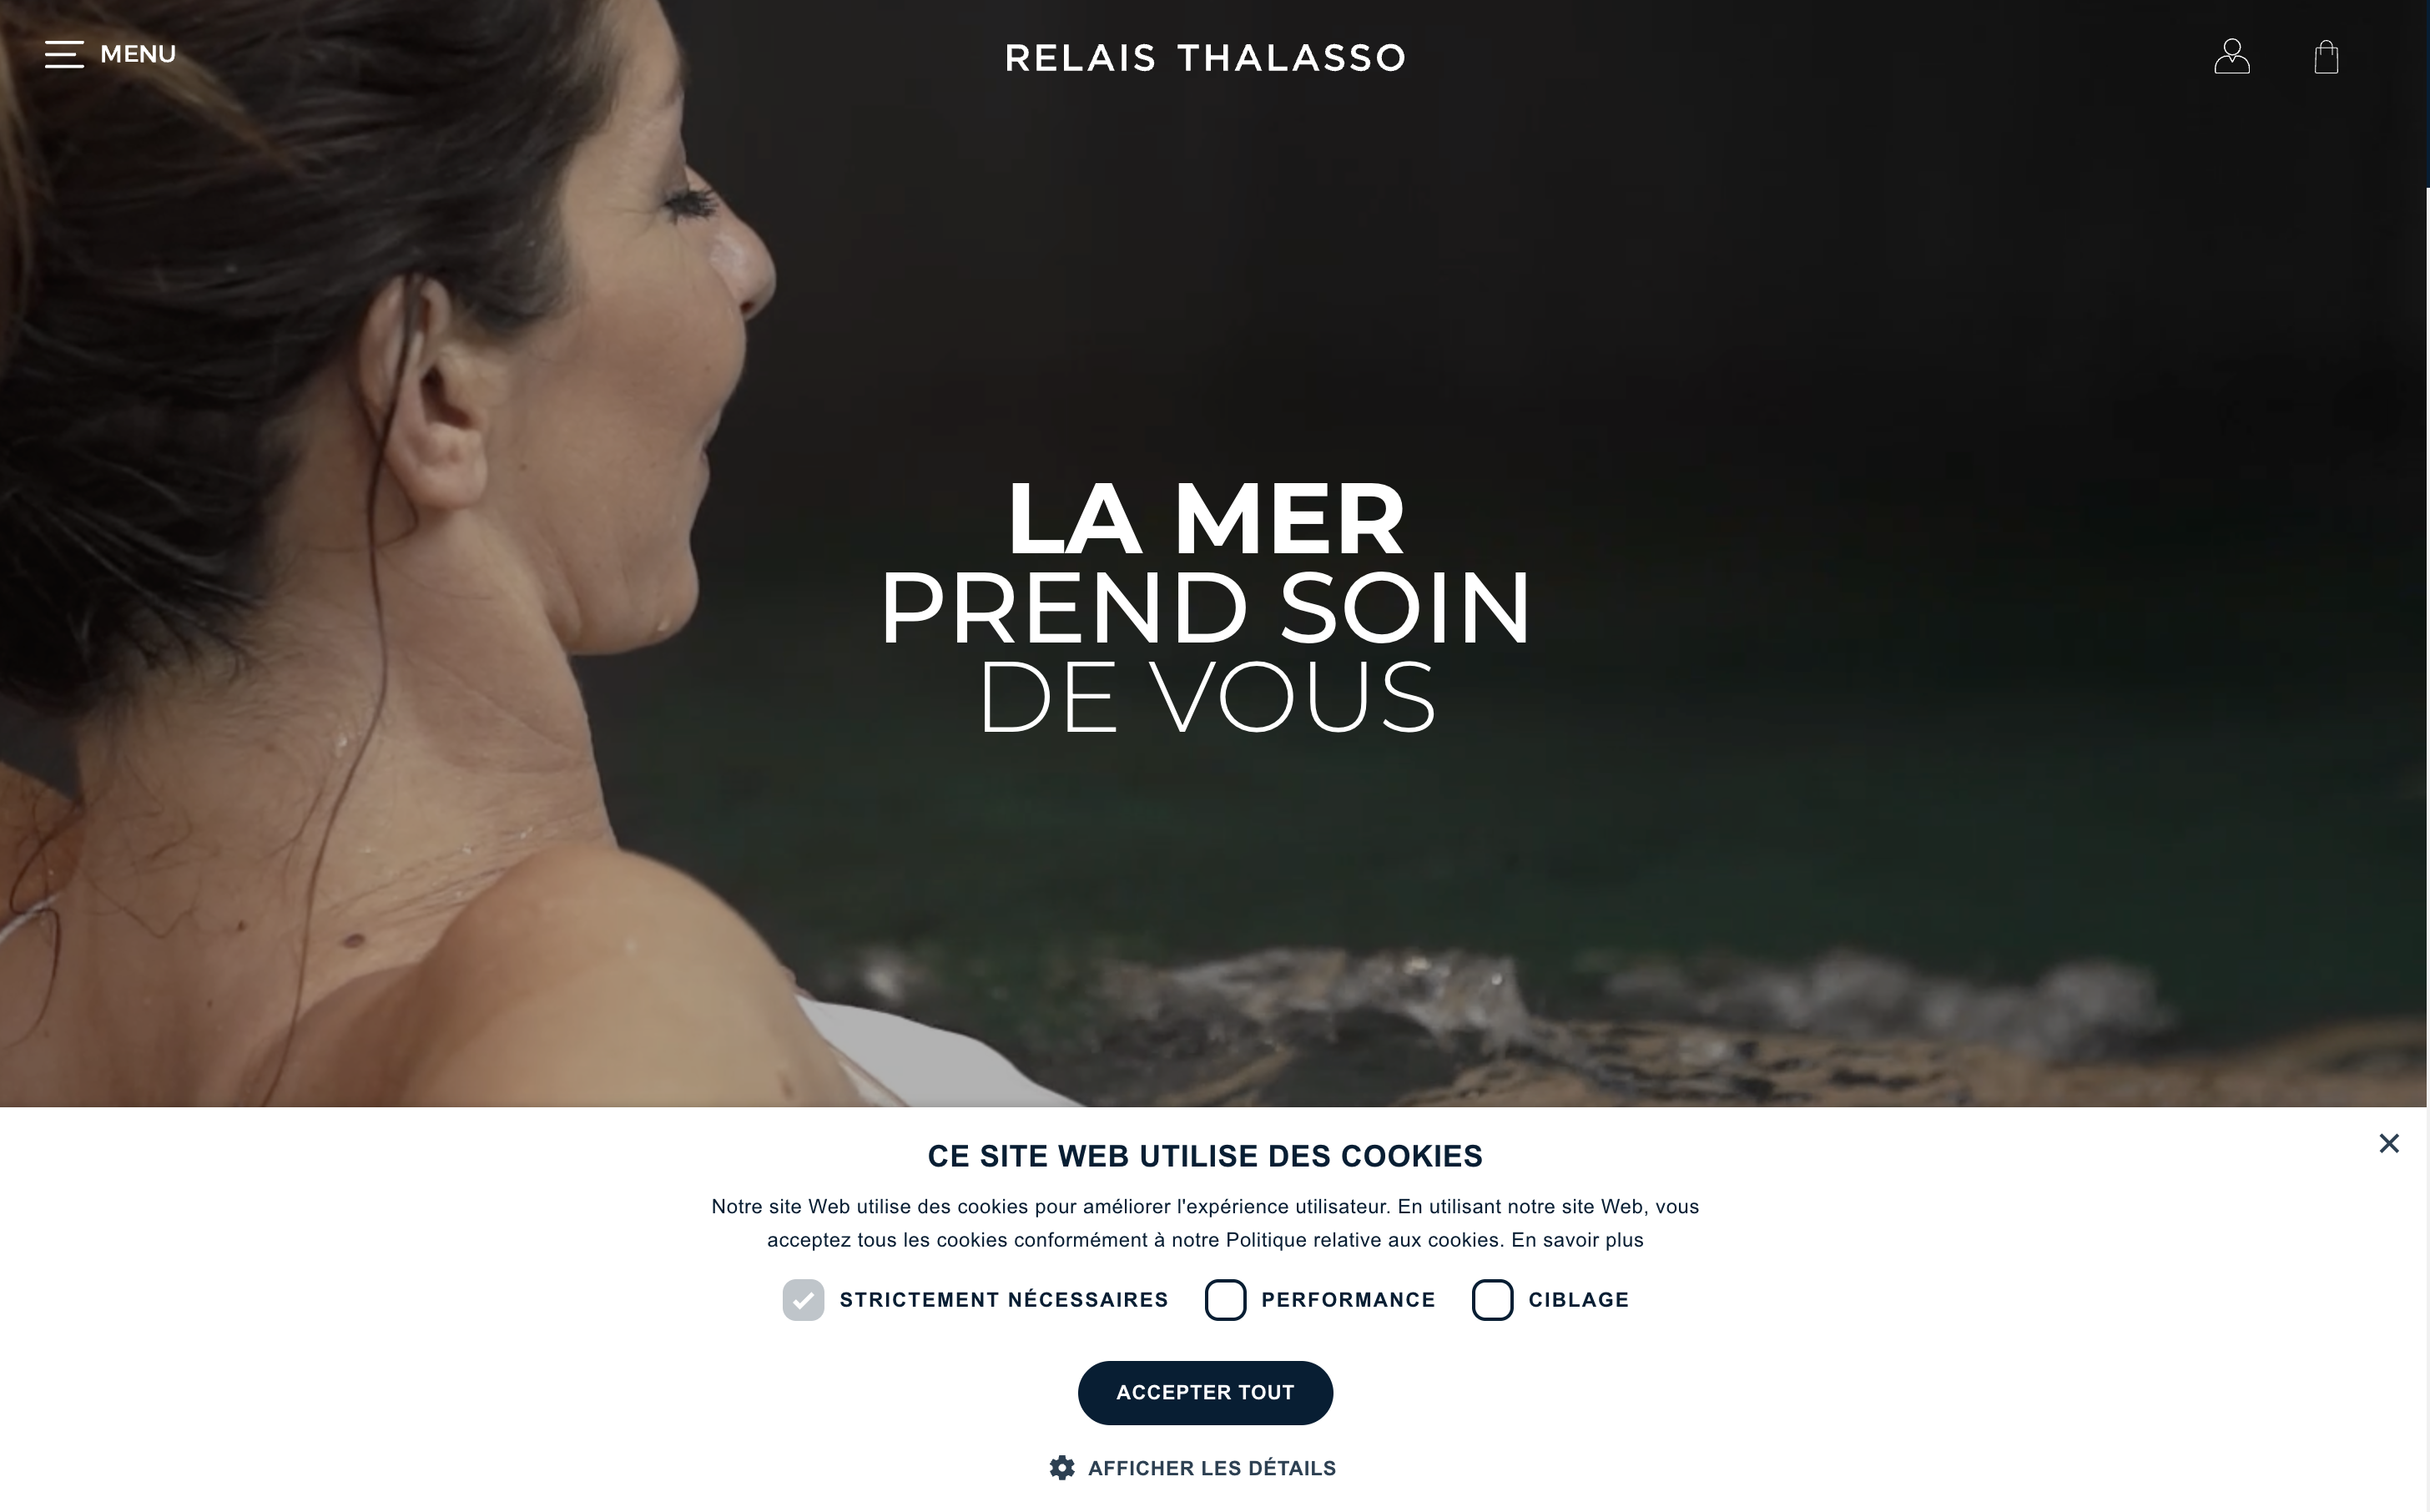 MENU
RELAIS THALASSO
LA MER
PREND SOIN
DE VOUS
CE SITE WEB UTILISE DES COOKIES
Notre site Web utilise des cookies pour améliorer l'expérience utilisateur. En utilisant notre site Web, vous
acceptez tous les cookies conformément à notre Politique relative aux cookies. En savoir plus
STRICTEMENT NÉCESSAIRES PERFORMANCE CIBLAGE
ACCEPTER TOUT
AFFICHER LES DÉTAILS